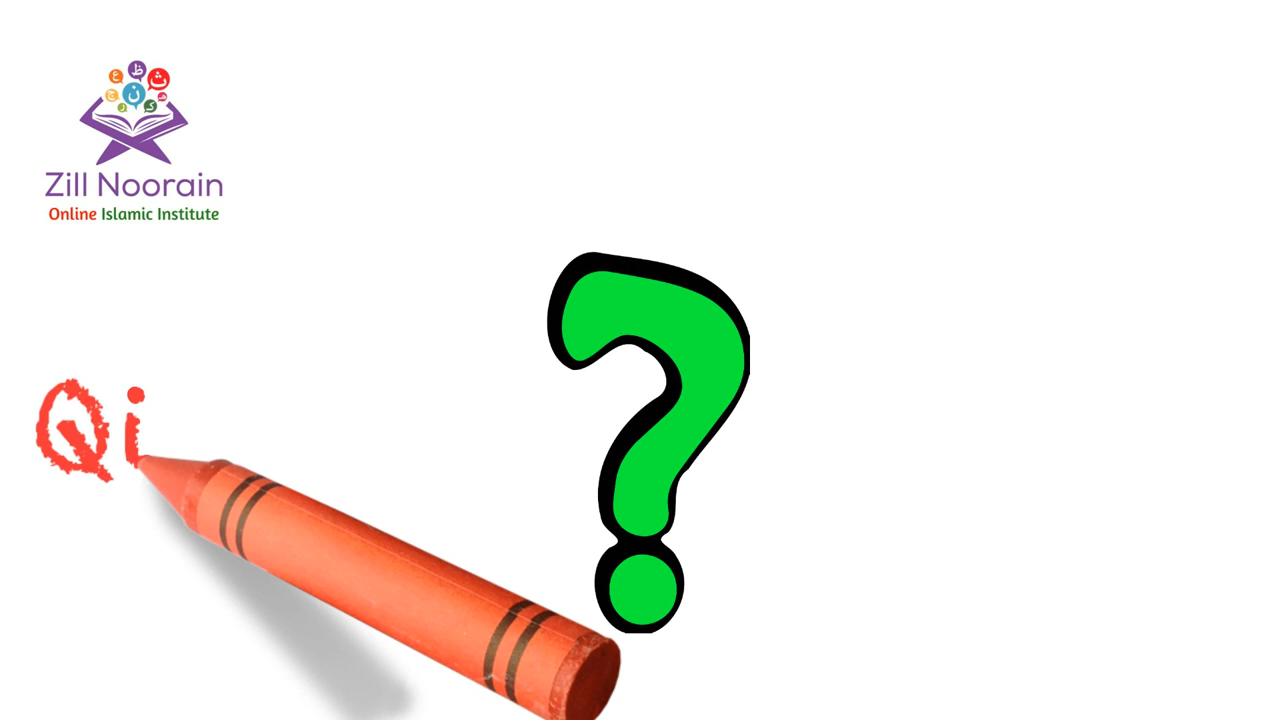 ع ظ ث
ج ن ھ
ر ک
Zill Noorain
Online Islamic Institute
Qi
?